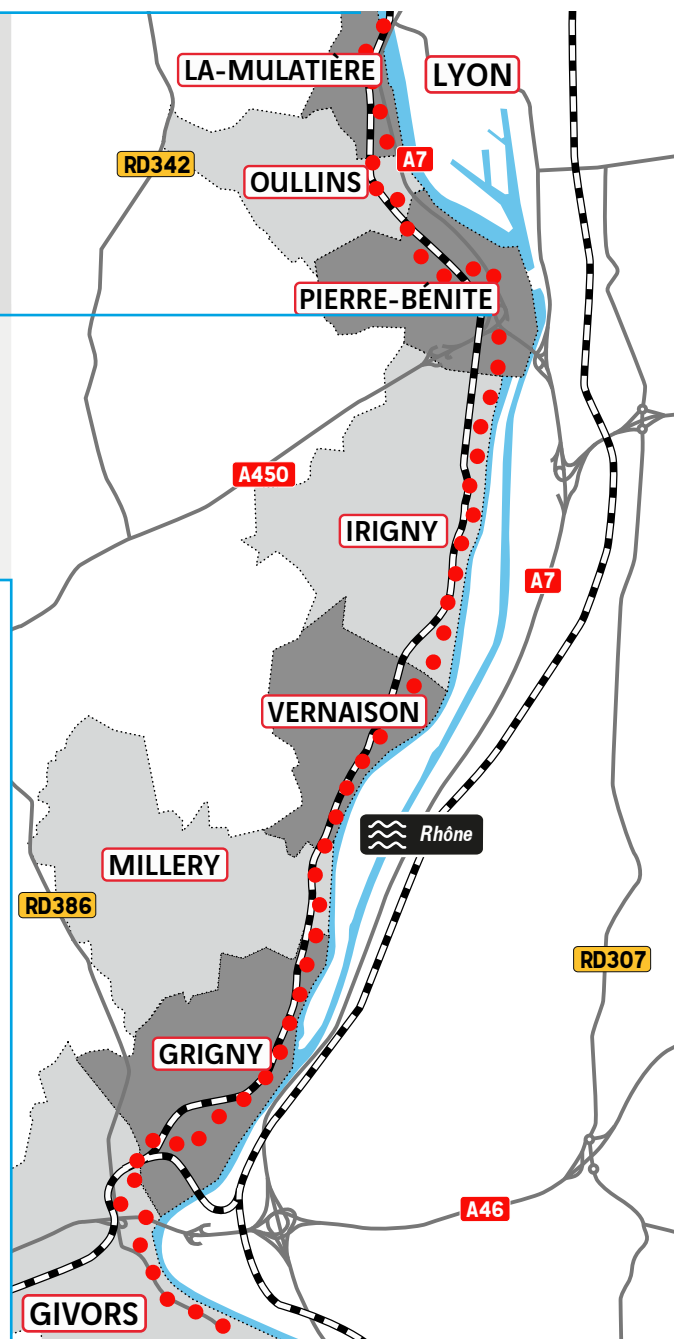 LA-MULATIÈRE
LYON
A7
RD342
OULLINS
PIERRE-BÉNITE
A450
IRIGNY
A7
VERNAISON
Rhône
MILLERY
RD386
RD307
GRIGNY
A46
GIVORS